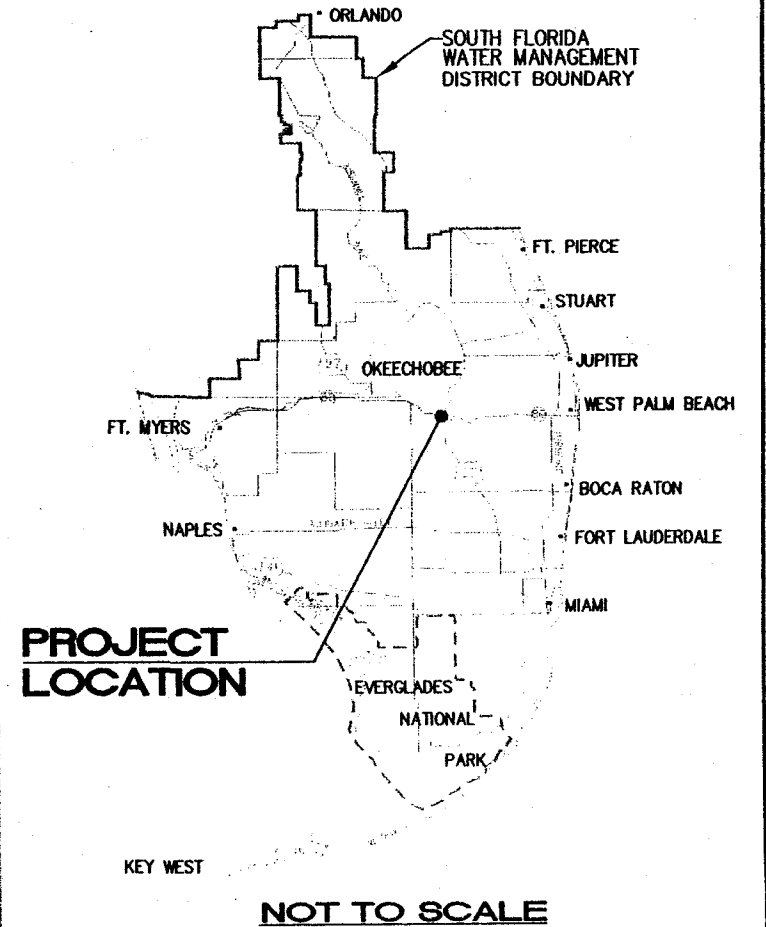 ORLANDO
SOUTH FLORIDA
WATER MANAGEMENT
DISTRICT BOUNDARY
FT. PIERCE
STUART
JUPITER
OKEECHOBEE
WEST PALM BEACH
FT. MYERS
BOCA RATON
NAPLES
FORT LAUDERDALE
MIAMI
PROJECT
LOCATION
EVERGLADES
NATIONAL
PARK
KEY WEST
NOT TO SCALE